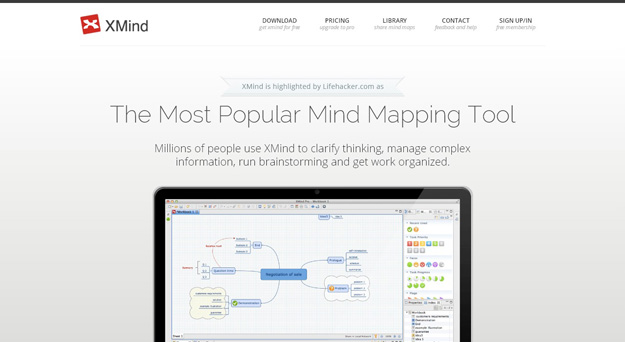 XMind
DOWNLOAD
get xmind for free
PRICING
upgrade to pro
LIBRARY
share mind maps
CONTACT
feedback and help
SIGN UP/IN
free membership
XMind is highlighted by Lifehacker.com as
The Most Popular Mind Mapping Tool
Millions of people use XMind to clarify thinking, manage complex
information, run brainstorming and get work organized.
Negotiation of sale